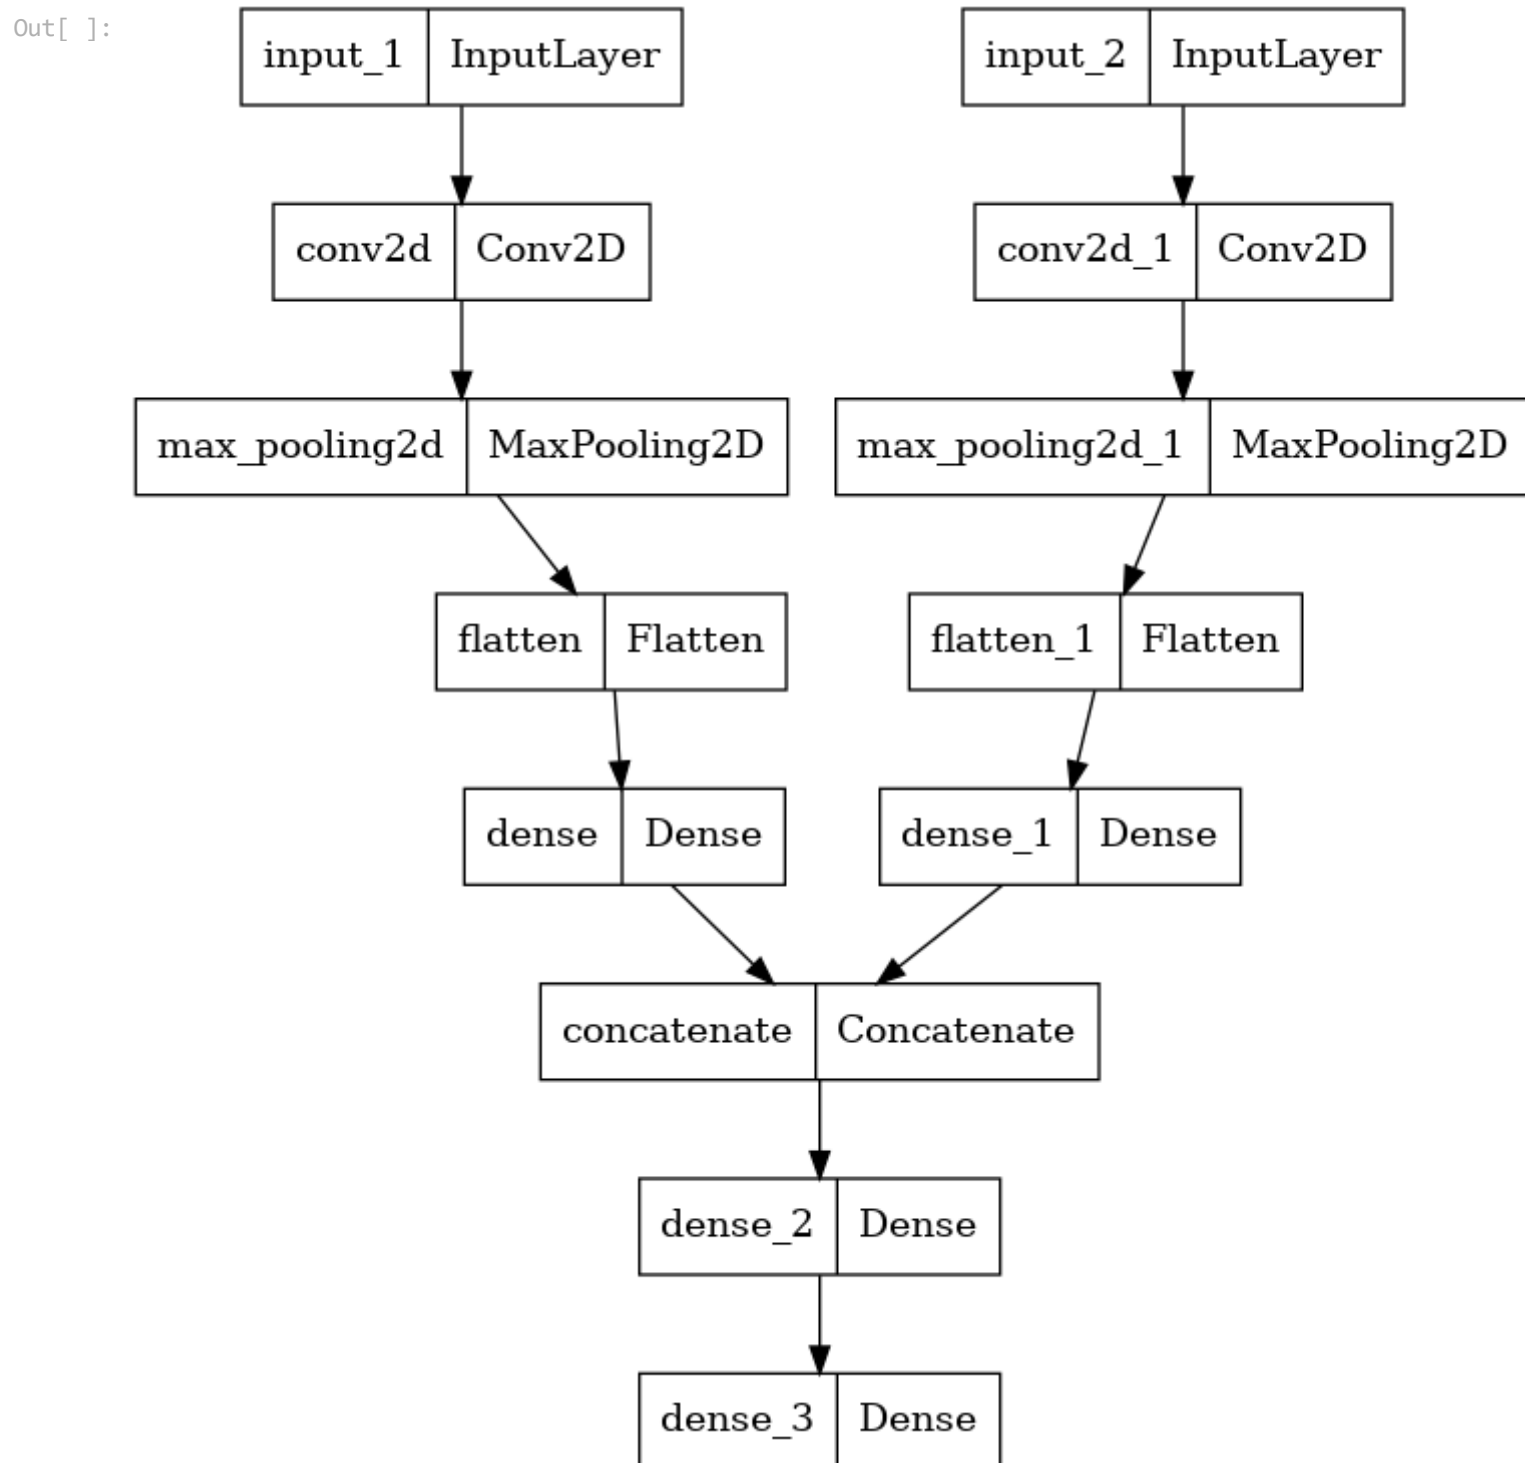 Out[ ]:
input_1 InputLayer input_2 InputLayer
conv2d Conv2D conv2d_1 Conv2D
max_pooling2d MaxPooling2D max_pooling2d_1 MaxPooling2D
flatten Flatten flatten_1 Flatten
dense Dense dense_1 Dense
concatenate Concatenate
dense_2 Dense
dense_3 Dense